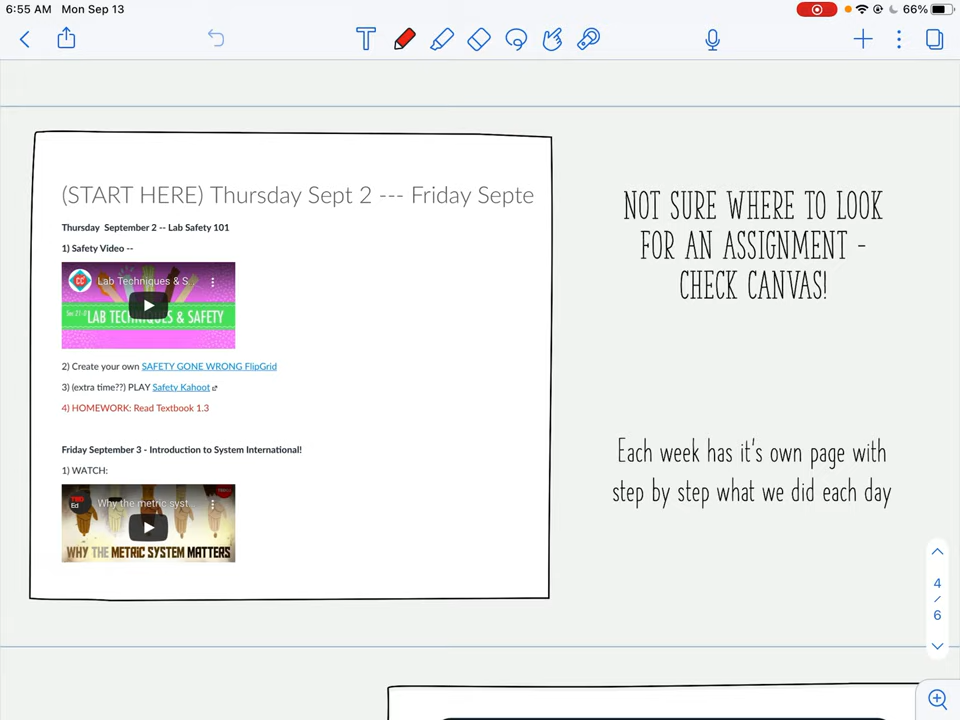 6:55 AM Mon Sep 13
66%
T
(START HERE) Thursday Sept 2 --- Friday Septe
Thursday September 2 -- Lab Safety 101
1) Safety Video --
CC
Lab Techniques & S...
LAB TECHNIQUES & SAFETY
2) Create your own SAFETY GONE WRONG FlipGrid
3) (extra time??) PLAY Safety Kahoot
4) HOMEWORK: Read Textbook 1.3
Friday September 3 - Introduction to System International!
1) WATCH:
TED Ed
Why the metric syst
WHY THE METRIC SYSTEM MATTERS
NOT SURE WHERE TO LOOK
FOR AN ASSIGNMENT -
CHECK CANVAS!
Each week has it's own page with
step by step what we did each day
4
/
6